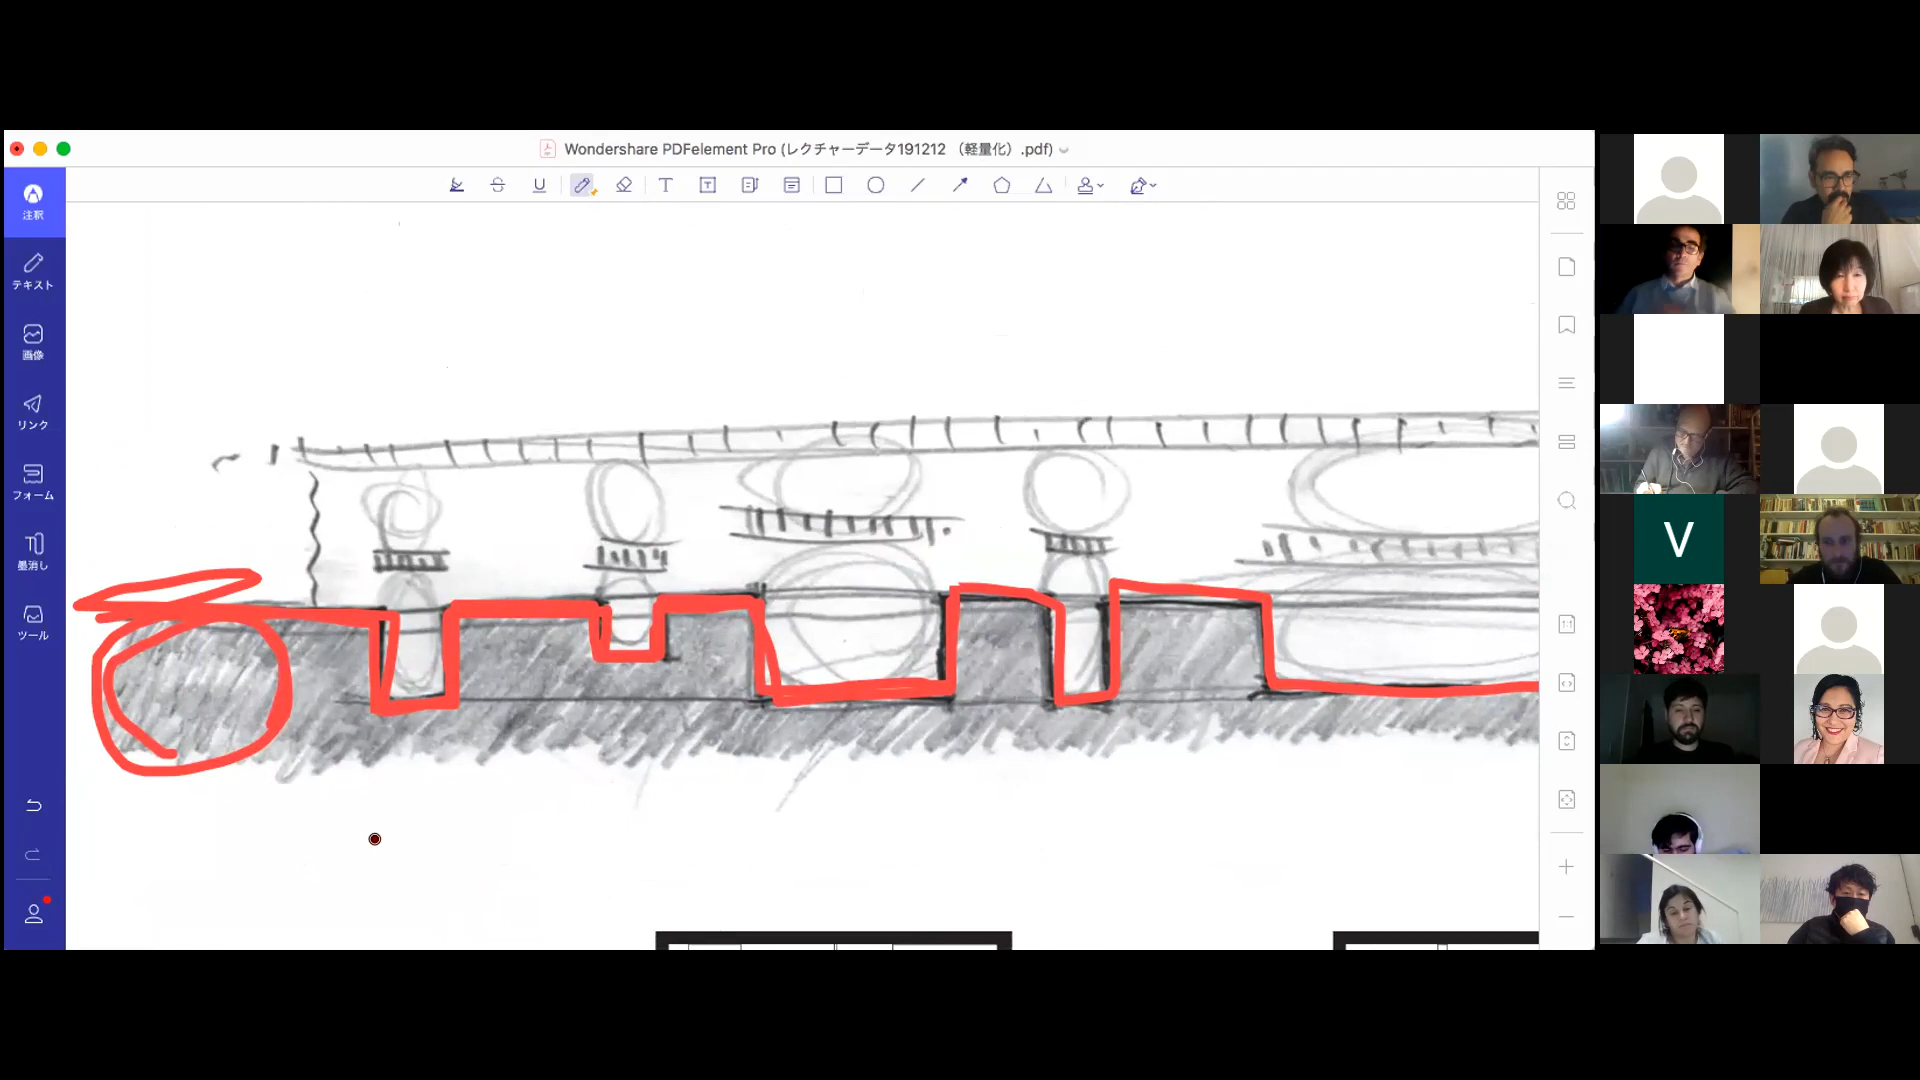 Wondershare PDFelement Pro (レクチャーデータ191212 (軽量化) .pdf)
注釈
テキスト
画像
リンク
フォーム
墨消し
ツール
V